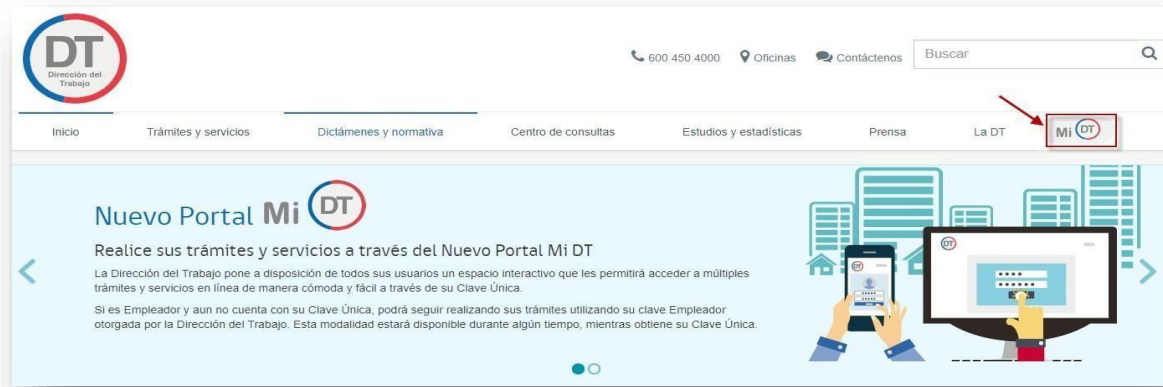 DT
Dirección del
Trabajo
600 450 4000 Oficinas Contáctenos Buscar
Inicio Trámites y servicios Dictámenes y normativa Centro de consultas Estudios y estadísticas Prensa La DT Mi DT
Nuevo Portal Mi DT
Realice sus trámites y servicios a través del Nuevo Portal Mi DT
La Dirección del Trabajo pone a disposición de todos sus usuarios un espacio interactivo que les permitirá acceder a múltiples
trámites y servicios en línea de manera cómoda y fácil a través de su Clave Única.
Si es Empleador y aun no cuenta con su Clave Única, podrá seguir realizando sus trámites utilizando su clave Empleador
otorgada por la Dirección del Trabajo. Esta modalidad estará disponible durante algún tiempo, mientras obtiene su Clave Única.
DT
DT